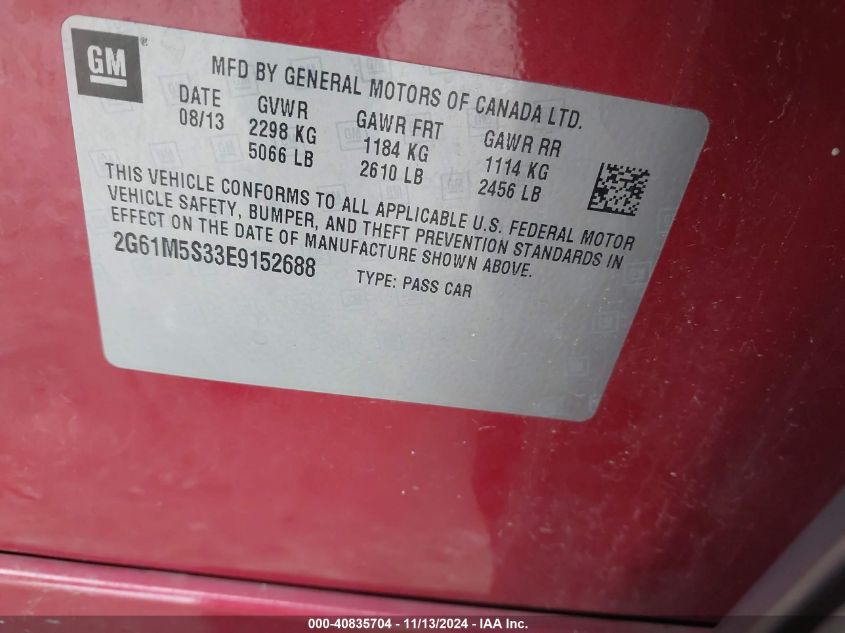 GM®
MFD BY GENERAL MOTORS OF CANADA LTD.
DATE GVWR GAWR FRT GAWR RR
08/13 2298 KG 1184 KG 1114 KG
5066 LB 2610 LB 2456 LB
THIS VEHICLE CONFORMS TO ALL APPLICABLE U.S. FEDERAL MOTOR
VEHICLE SAFETY, BUMPER, AND THEFT PREVENTION STANDARDS IN
EFFECT ON THE DATE OF MANUFACTURE SHOWN ABOVE.
2G61M5S33E9152688 TYPE: PASS CAR
000-40835704 - 11/13/2024 - IAA Inc.